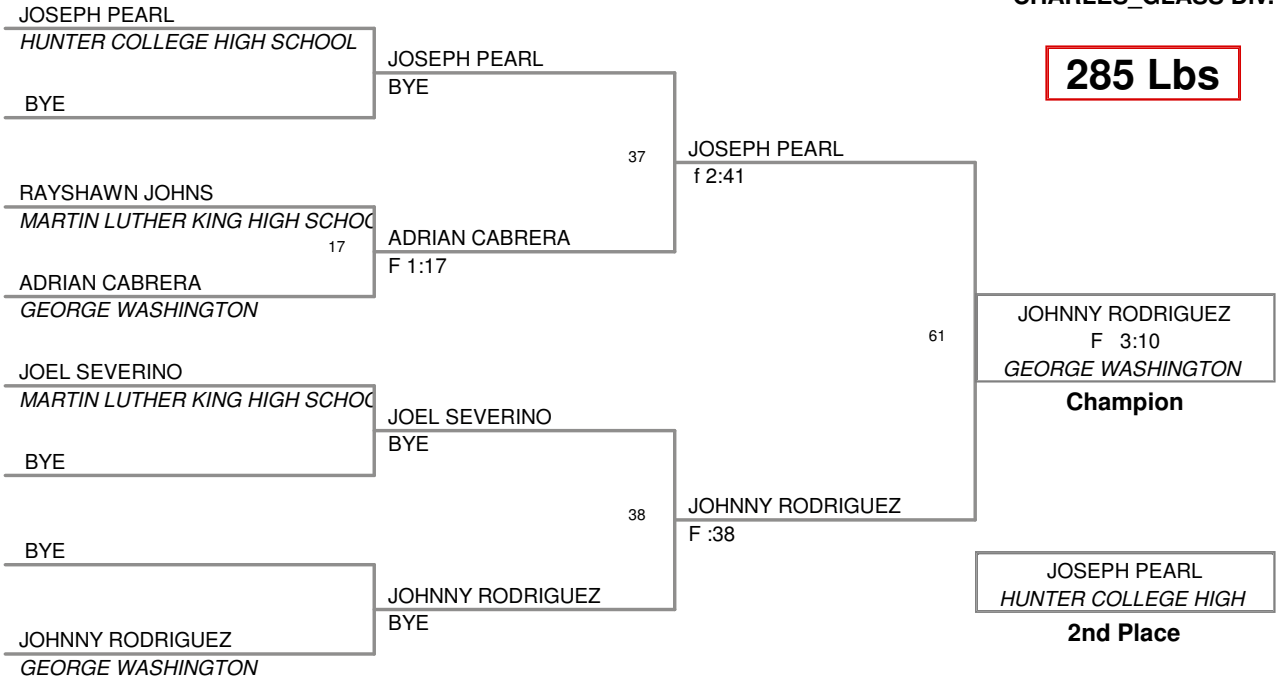 CHARLES_GLASS DIV.
285 Lbs
JOSEPH PEARL
HUNTER COLLEGE HIGH SCHOOL
BYE
RAYSHAWN JOHNS
MARTIN LUTHER KING HIGH SCHOO
17
ADRIAN CABRERA
GEORGE WASHINGTON
JOEL SEVERINO
MARTIN LUTHER KING HIGH SCHOO
BYE
BYE
JOHNNY RODRIGUEZ
GEORGE WASHINGTON
JOSEPH PEARL
BYE
37
ADRIAN CABRERA
F 1:17
JOEL SEVERINO
BYE
38
JOHNNY RODRIGUEZ
BYE
JOSEPH PEARL
f 2:41
61
JOHNNY RODRIGUEZ
F :38
JOHNNY RODRIGUEZ
F 3:10
GEORGE WASHINGTON
Champion
JOSEPH PEARL
HUNTER COLLEGE HIGH
2nd Place